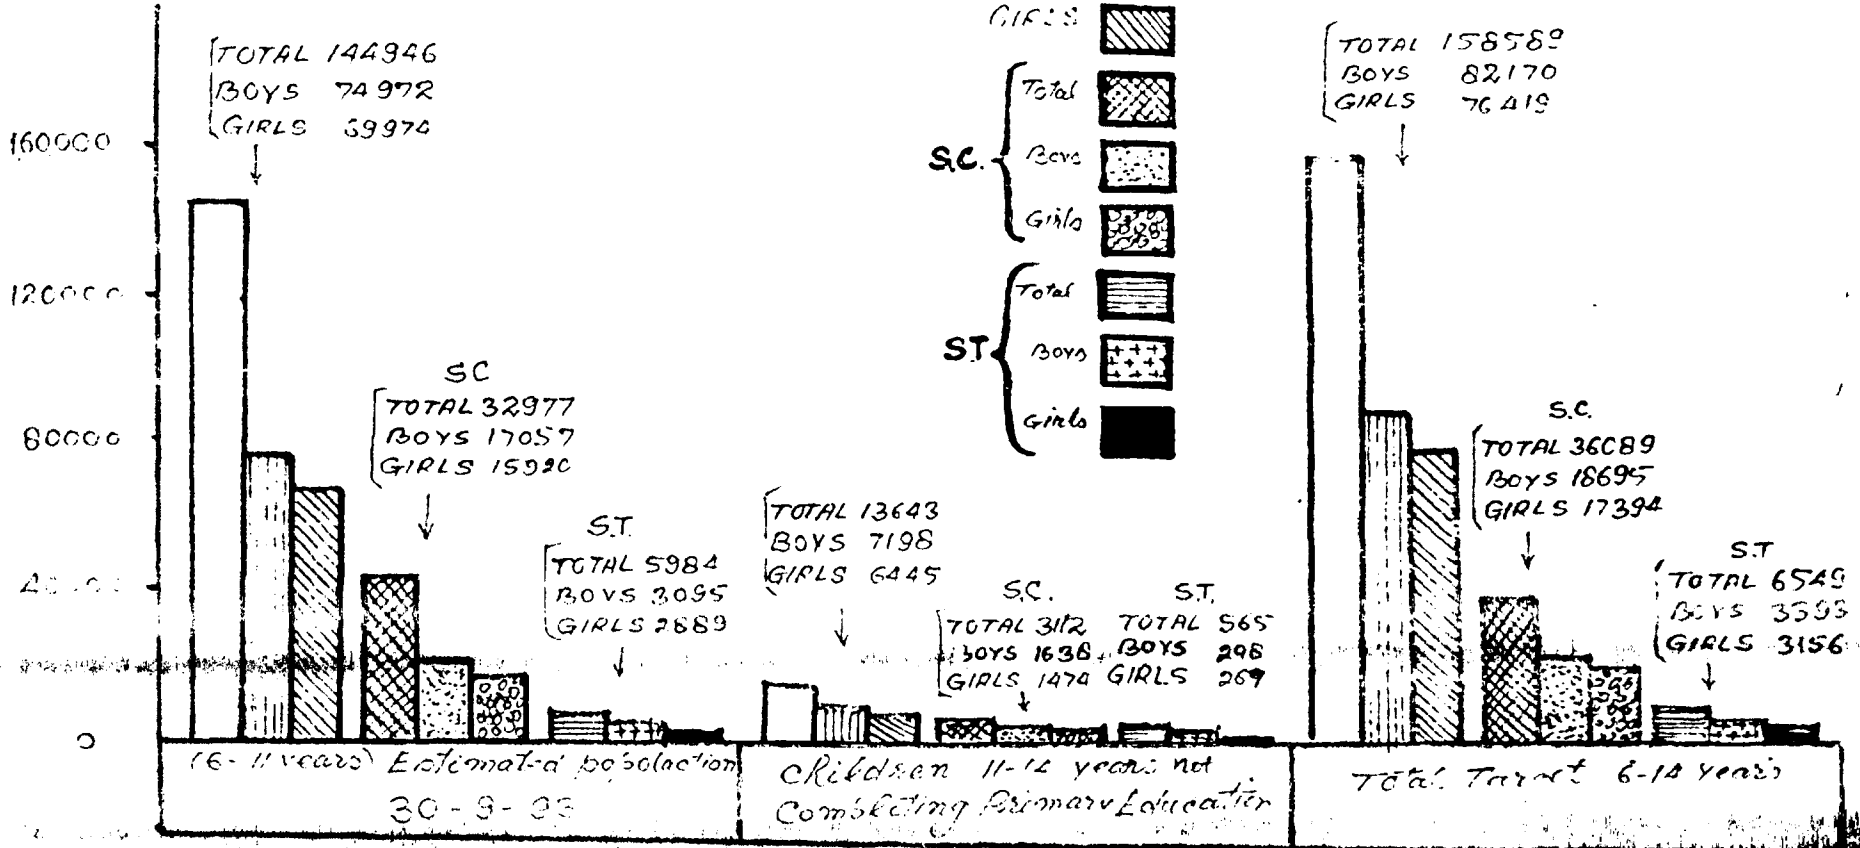 TOTAL 144946
BOYS 74972
GIRLS 69974
GIRLS
S.C.
Total
Boys
Girls
S.T
Total
Boys
Girls
TOTAL 158589
BOYS 82170
GIRLS 76419
160000
120000
80000
40000
0
SC
TOTAL 32977
BOYS 17057
GIRLS 15920
S.T.
TOTAL 5984
BOYS 3095
GIRLS 2889
TOTAL 13643
BOYS 7198
GIRLS 6445
S.C.
TOTAL 3112
BOYS 1638
GIRLS 1474
S.T.
TOTAL 565
BOYS
GIRLS 269
S.C.
TOTAL 36089
BOYS 18695
GIRLS 17394
S.T
TOTAL 6549
BOYS 3393
GIRLS 3156
(6-11 years) Estimated population
30-9-93
Children 11-14 years not
Completing Primary Education
Total Target 6-14 years